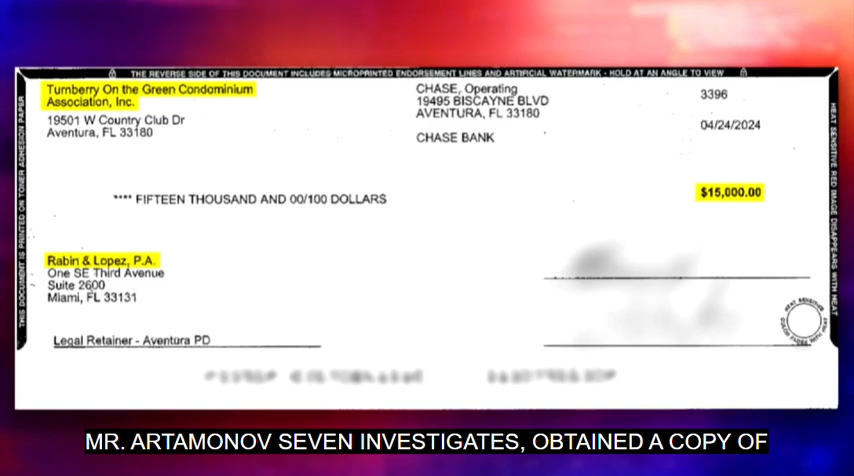 THE REVERSE SIDE OF THIS DOCUMENT INCLUDES MICROPRINTED ENDORSEMENT LINES AND ARTIFICIAL WATERMARK - HOLD AT AN ANGLE TO VIEW
Turnberry On the Green Condominium
Association, Inc.
19501 W Country Club Dr
Aventura, FL 33180
CHASE, Operating
19495 BISCAYNE BLVD
AVENTURA, FL 33180
CHASE BANK
3396
04/24/2024
**** FIFTEEN THOUSAND AND 00/100 DOLLARS
$15,000.00
Rabin & Lopez, P.A.
One SE Third Avenue
Suite 2600
Miami, FL 33131
Legal Retainer - Aventura PD
THIS DOCUMENT IS PRINTED ON TONER ADHESION PAPER
HEAT SENSITIVE RED IMAGE DISAPPEARS WITH HEAT
MR. ARTAMONOV SEVEN INVESTIGATES, OBTAINED A COPY OF